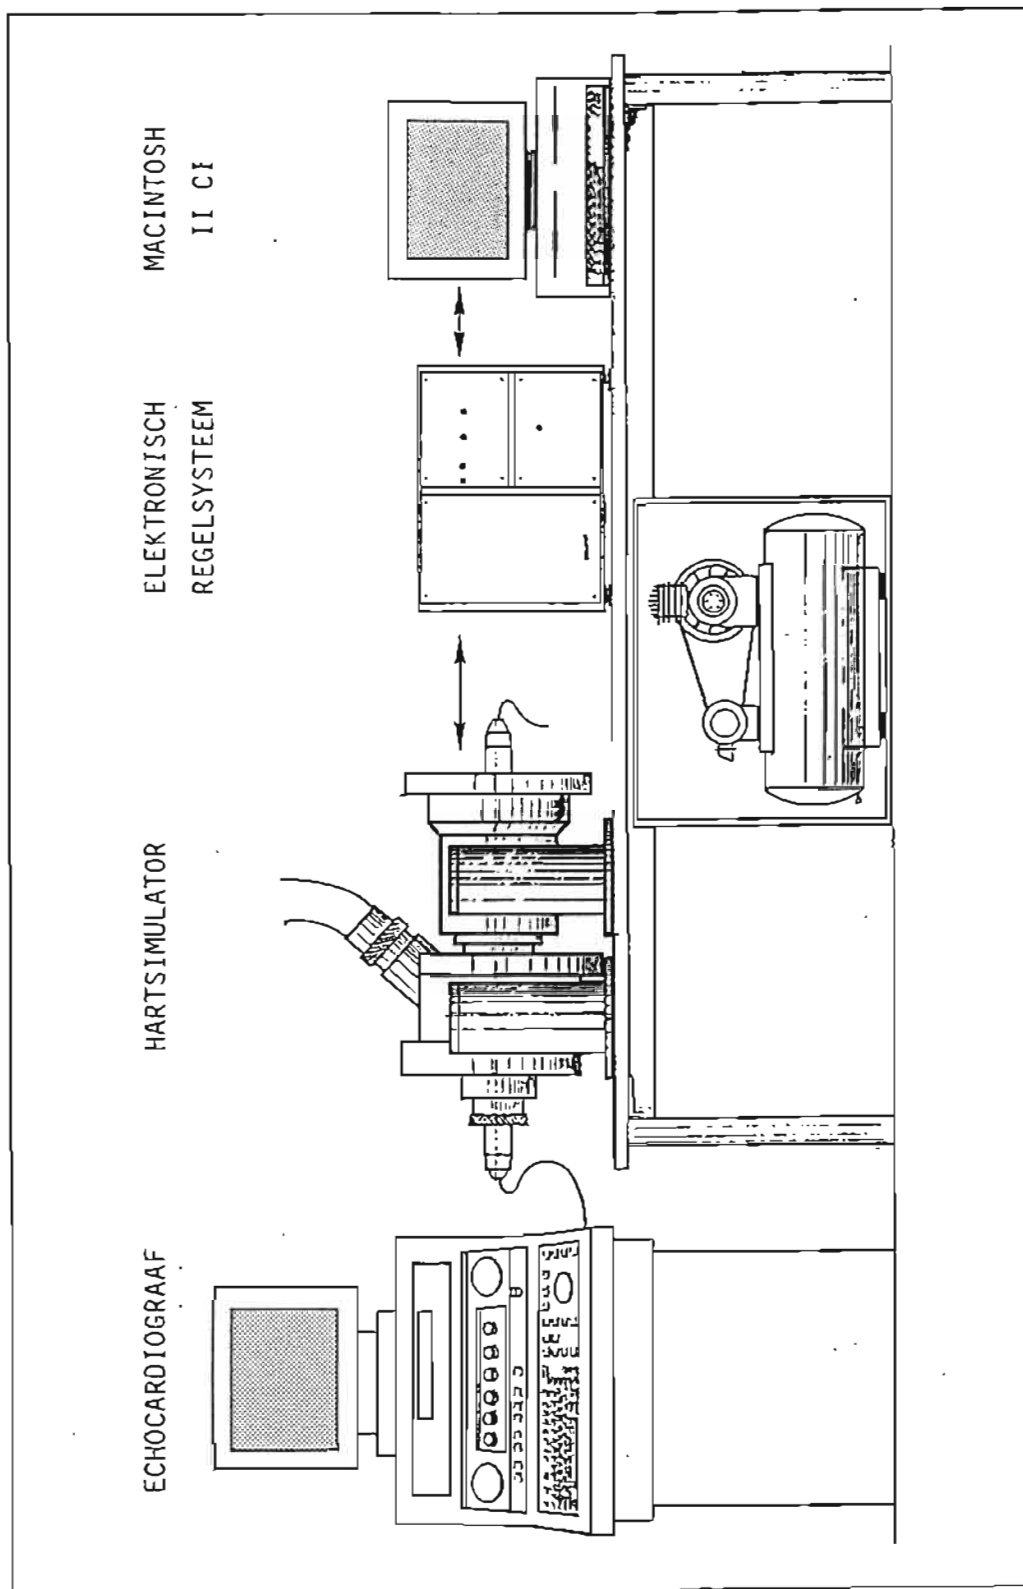 ECHOCARDIOGRAAF
HARTSIMULATOR
ELEKTRONISCH
REGELSYSTEEM
MACINTOSH
II CI